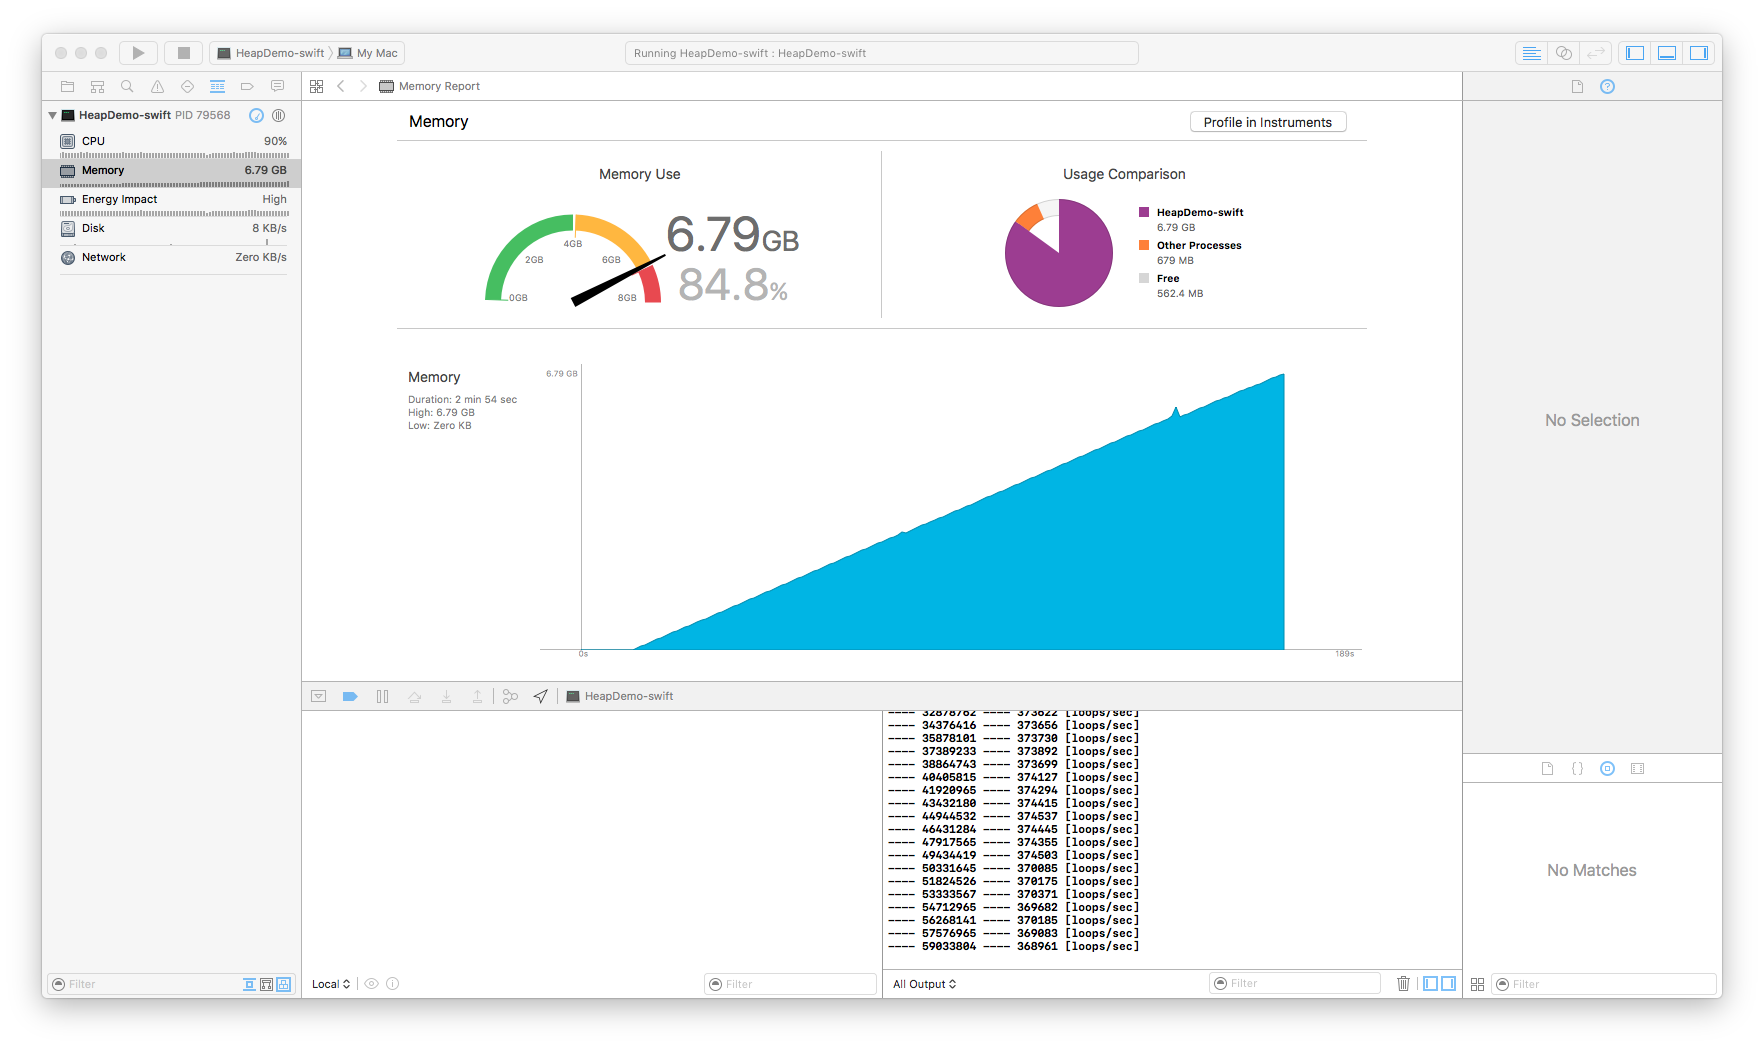 HeapDemo-swift My Mac
Running HeapDemo-swift : HeapDemo-swift
Memory Report
HeapDemo-swift PID 79568
CPU 90%
Memory 6.79 GB
Energy Impact High
Disk 8 KB/s
Network Zero KB/s
Filter
Memory
Profile in Instruments
Memory Use
0GB
2GB
4GB
6GB
8GB
6.79GB
84.8%
Usage Comparison
HeapDemo-swift
6.79 GB
Other Processes
679 MB
Free
562.4 MB
Memory
Duration: 2 min 54 sec
High: 6.79 GB
Low: Zero KB
6.79 GB
0s
189s
HeapDemo-swift
---- 32878762 ---- 373622 [loops/sec]
---- 34376416 ---- 373656 [loops/sec]
---- 35878101 ---- 373730 [loops/sec]
---- 37389233 ---- 373892 [loops/sec]
---- 38864743 ---- 373699 [loops/sec]
---- 40405815 ---- 374127 [loops/sec]
---- 41920965 ---- 374294 [loops/sec]
---- 43432180 ---- 374415 [loops/sec]
---- 44944532 ---- 374537 [loops/sec]
---- 46431284 ---- 374445 [loops/sec]
---- 47917565 ---- 374355 [loops/sec]
---- 49434419 ---- 374503 [loops/sec]
---- 50331645 ---- 370085 [loops/sec]
---- 51824526 ---- 370175 [loops/sec]
---- 53333567 ---- 370371 [loops/sec]
---- 54712965 ---- 369682 [loops/sec]
---- 56268141 ---- 370185 [loops/sec]
---- 57576965 ---- 369083 [loops/sec]
---- 59033804 ---- 368961 [loops/sec]
Local
Filter
All Output
Filter
No Selection
No Matches
Filter